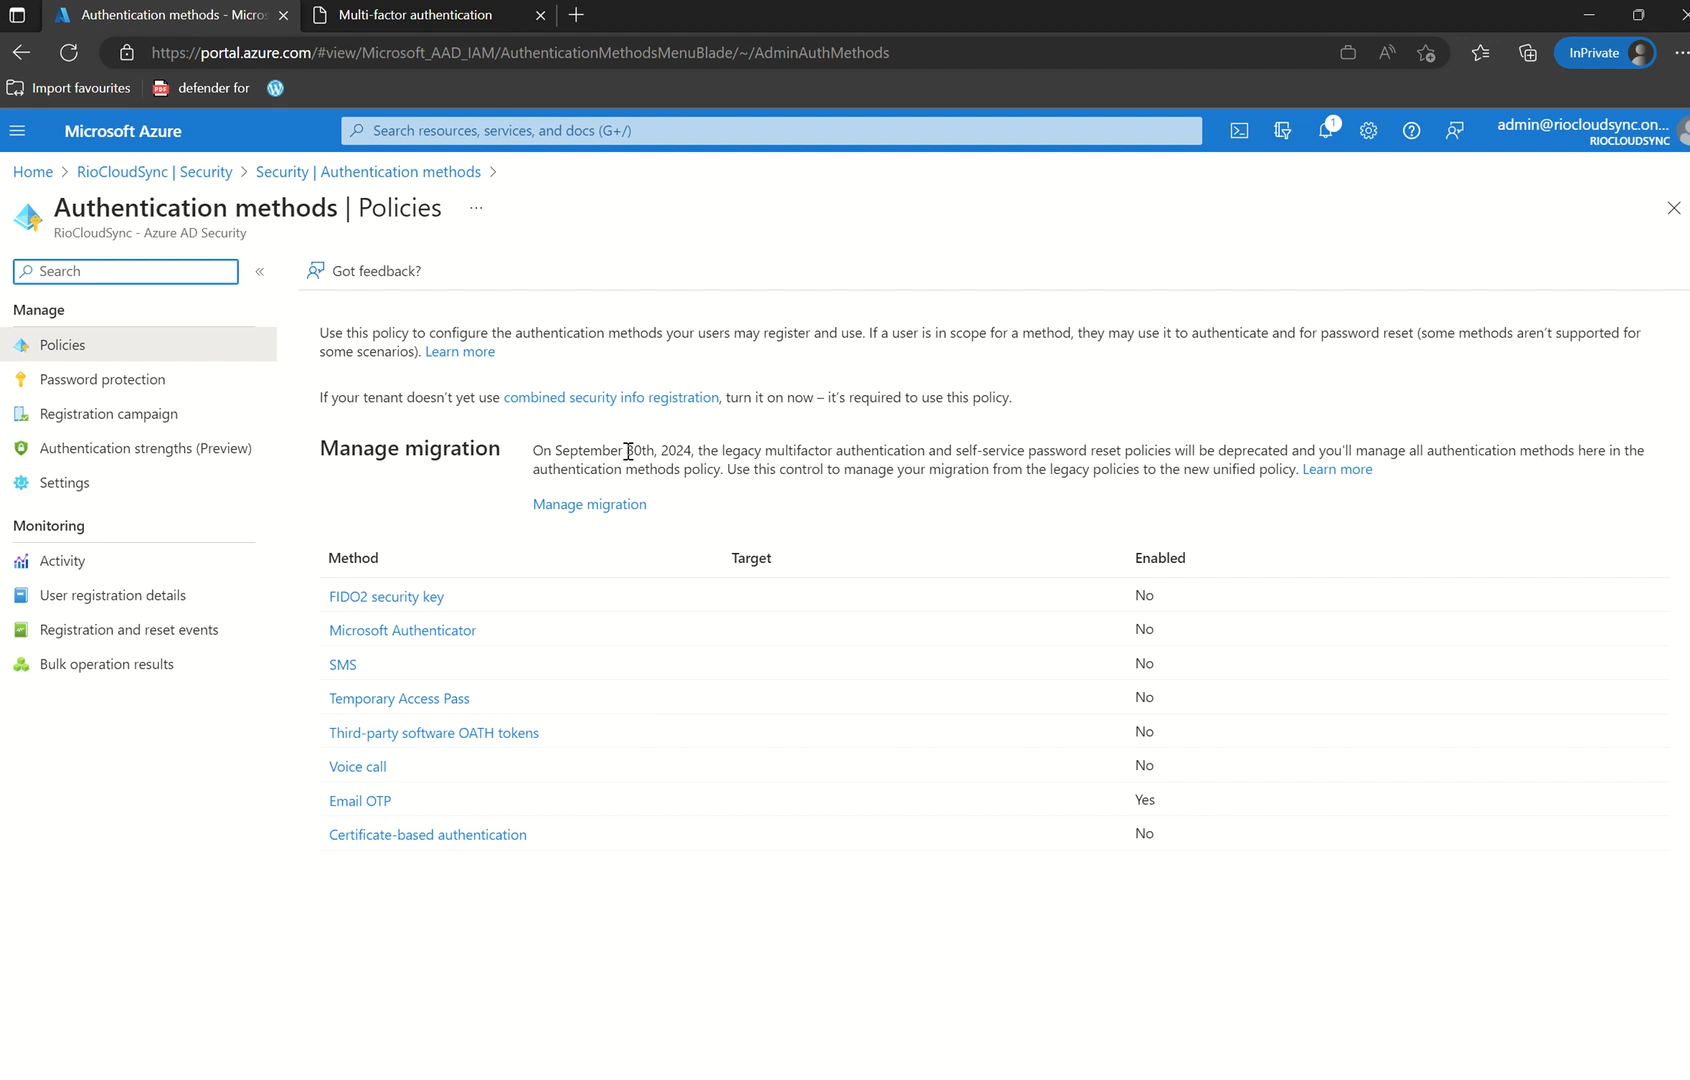 Authentication methods - Micros
Multi-factor authentication
https://portal.azure.com/#view/Microsoft_AAD_IAM/AuthenticationMethodsMenuBlade/~/AdminAuthMethods
InPrivate
Import favourites
defender for
Microsoft Azure
Search resources, services, and docs (G+/)
1
admin@riocloudsync.on...
RIOCLOUDSYNC
Home > RioCloudSync | Security > Security | Authentication methods >
Authentication methods | Policies ...
RioCloudSync - Azure AD Security
Search
«
Got feedback?
Manage
Policies
Password protection
Registration campaign
Authentication strengths (Preview)
Settings
Monitoring
Activity
User registration details
Registration and reset events
Bulk operation results
Use this policy to configure the authentication methods your users may register and use. If a user is in scope for a method, they may use it to authenticate and for password reset (some methods aren't supported for
some scenarios). Learn more
If your tenant doesn't yet use combined security info registration, turn it on now – it's required to use this policy.
Manage migration
On September 30th, 2024, the legacy multifactor authentication and self-service password reset policies will be deprecated and you'll manage all authentication methods here in the
authentication methods policy. Use this control to manage your migration from the legacy policies to the new unified policy. Learn more
Manage migration
Method Target Enabled
FIDO2 security key No
Microsoft Authenticator No
SMS No
Temporary Access Pass No
Third-party software OATH tokens No
Voice call No
Email OTP Yes
Certificate-based authentication No